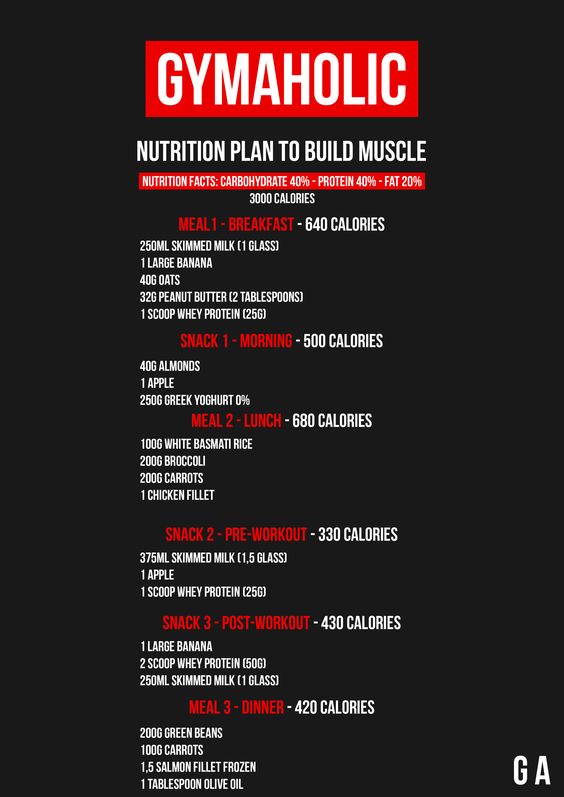 GYMAHOLIC
NUTRITION PLAN TO BUILD MUSCLE
NUTRITION FACTS: CARBOHYDRATE 40% - PROTEIN 40% - FAT 20%
3000 CALORIES
MEAL1 - BREAKFAST - 640 CALORIES
250ML SKIMMED MILK (1 GLASS)
1 LARGE BANANA
40G OATS
32G PEANUT BUTTER (2 TABLESPOONS)
1 SCOOP WHEY PROTEIN (25G)
SNACK 1 - MORNING - 500 CALORIES
40G ALMONDS
1 APPLE
250G GREEK YOGHURT 0%
MEAL 2 - LUNCH - 680 CALORIES
100G WHITE BASMATI RICE
200G BROCCOLI
200G CARROTS
1 CHICKEN FILLET
SNACK 2 - PRE-WORKOUT - 330 CALORIES
375ML SKIMMED MILK (1,5 GLASS)
1 APPLE
1 SCOOP WHEY PROTEIN (25G)
SNACK 3 - POST-WORKOUT - 430 CALORIES
1 LARGE BANANA
2 SCOOP WHEY PROTEIN (50G)
250ML SKIMMED MILK (1 GLASS)
MEAL 3 - DINNER - 420 CALORIES
200G GREEN BEANS
100G CARROTS
1,5 SALMON FILLET FROZEN
1 TABLESPOON OLIVE OIL
G A